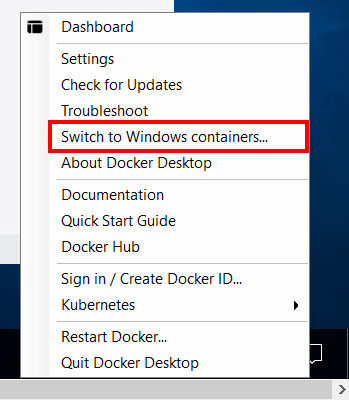 Dashboard
Settings
Check for Updates
Troubleshoot
Switch to Windows containers...
About Docker Desktop
Documentation
Quick Start Guide
Docker Hub
Sign in / Create Docker ID...
Kubernetes
Restart Docker...
Quit Docker Desktop